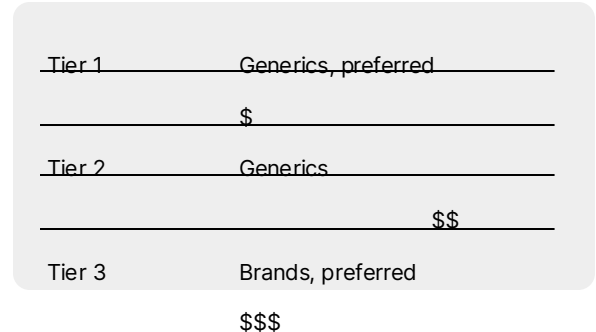 Tier 1 Generics, preferred
$
Tier 2 Generics
$$
Tier 3 Brands, preferred
$$$